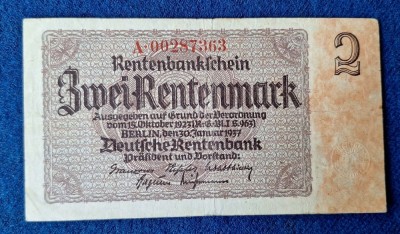 A·00287363
Rentenbankschein
Zwei Rentenmark
2
Ausgegeben auf Grund der Verordnung
vom 15. Oktober 1923 (R.G.Bl.I S.963)
BERLIN, den 30. Januar 1937
Deutsche Rentenbank
Präsident und Vorstand: